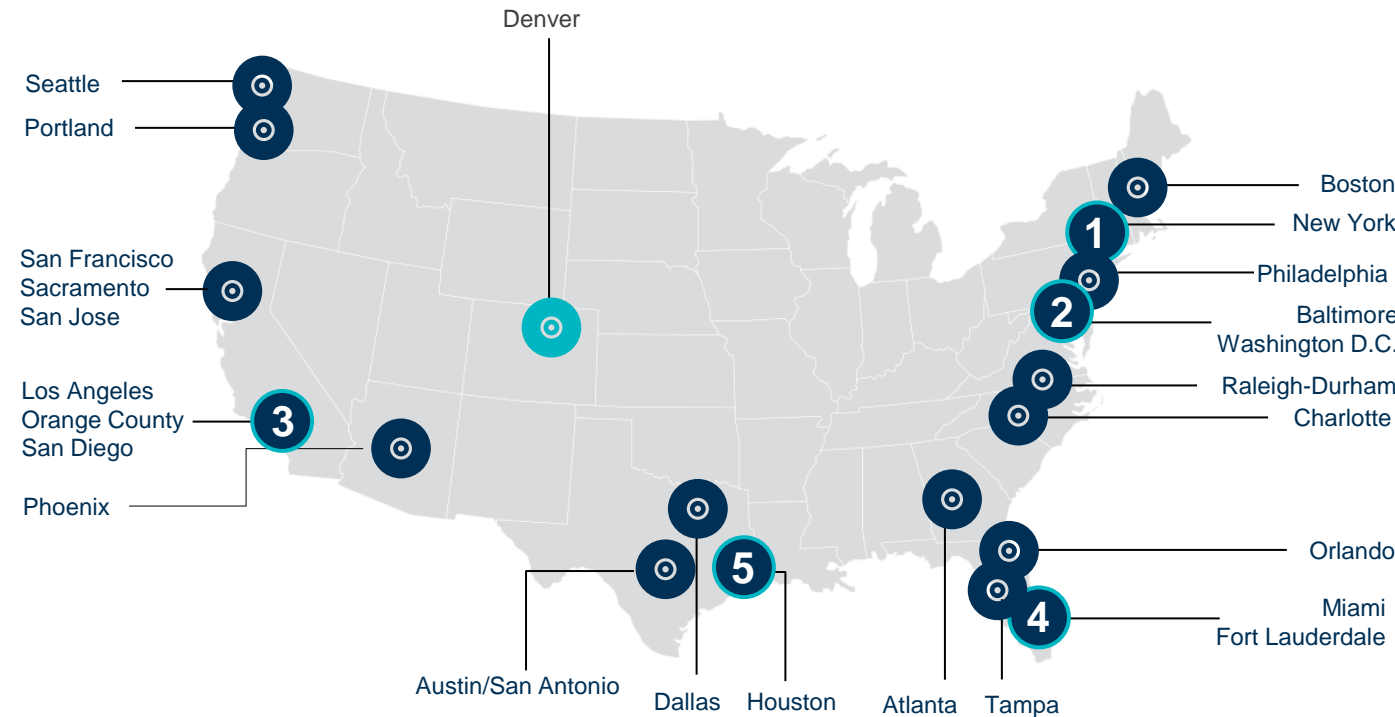 Denver
Seattle
Portland
Boston
1
New York
San Francisco
Sacramento
San Jose
Philadelphia
2
Baltimore
Washington D.C.
Los Angeles
Orange County
San Diego
3
Raleigh-Durham
Charlotte
Phoenix
5
Orlando
4
Miami
Fort Lauderdale
Austin/San Antonio
Dallas
Houston
Atlanta
Tampa